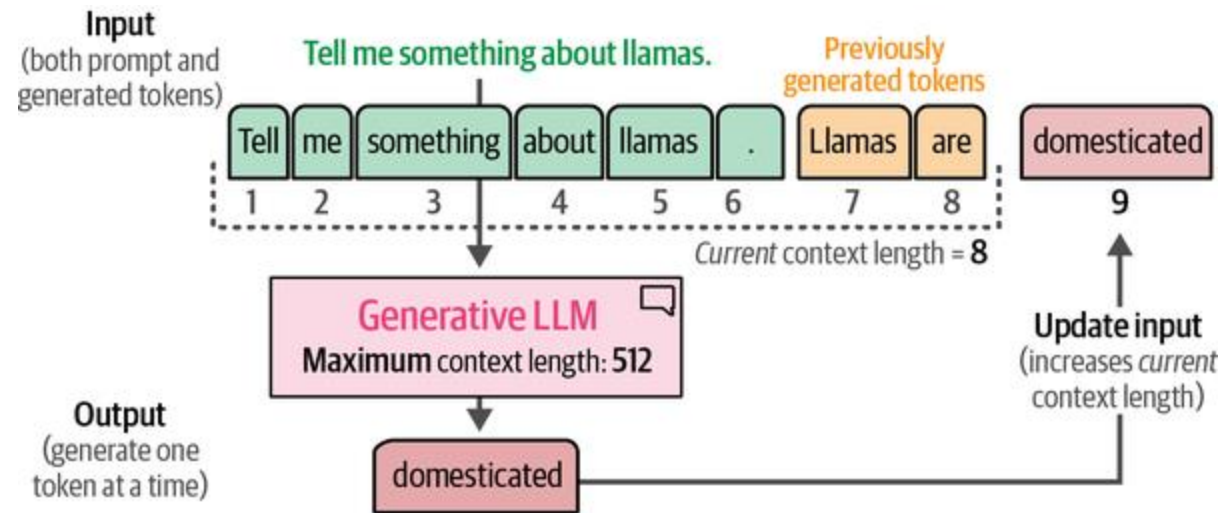 Input
(both prompt and
generated tokens)
Tell me something about llamas.
Previously
generated tokens
Tell me something about llamas . Llamas are domesticated
1 2 3 4 5 6 7 8 9
Current context length = 8
Generative LLM
Maximum context length: 512
Update input
(increases current
context length)
Output
(generate one
token at a time)
domesticated